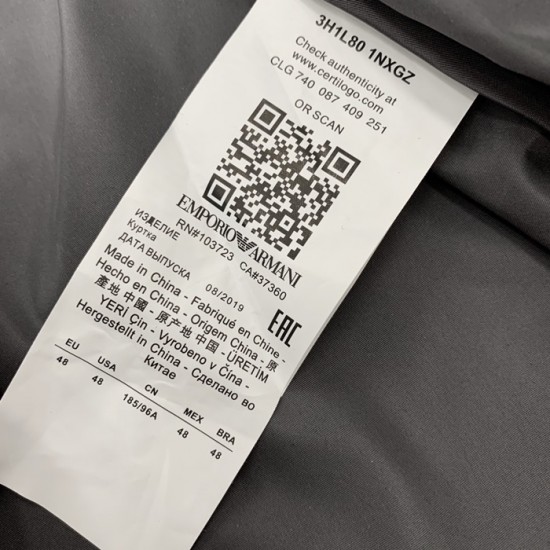 3H1L80 1NXGZ
Check authenticity at
www.certilogo.com
CLG 740 087 409 251
OR SCAN
EMPORIO ARMANI
RN#103723 CA#37360
ИЗДЕЛИЕ
Куртка
ДАТА ВЫПУСКА 08/2019
Made in China - Fabriqué en Chine -
Hecho en China - Origem China - 原
產地 中國 - 原产地 中国 - ÜRETİM
YERİ Çin - Vyrobeno v Čína -
Hergestellt in China - Сделано во
Китае
EAC
EU USA CN MEX BRA
48 48 185/96A 48 48